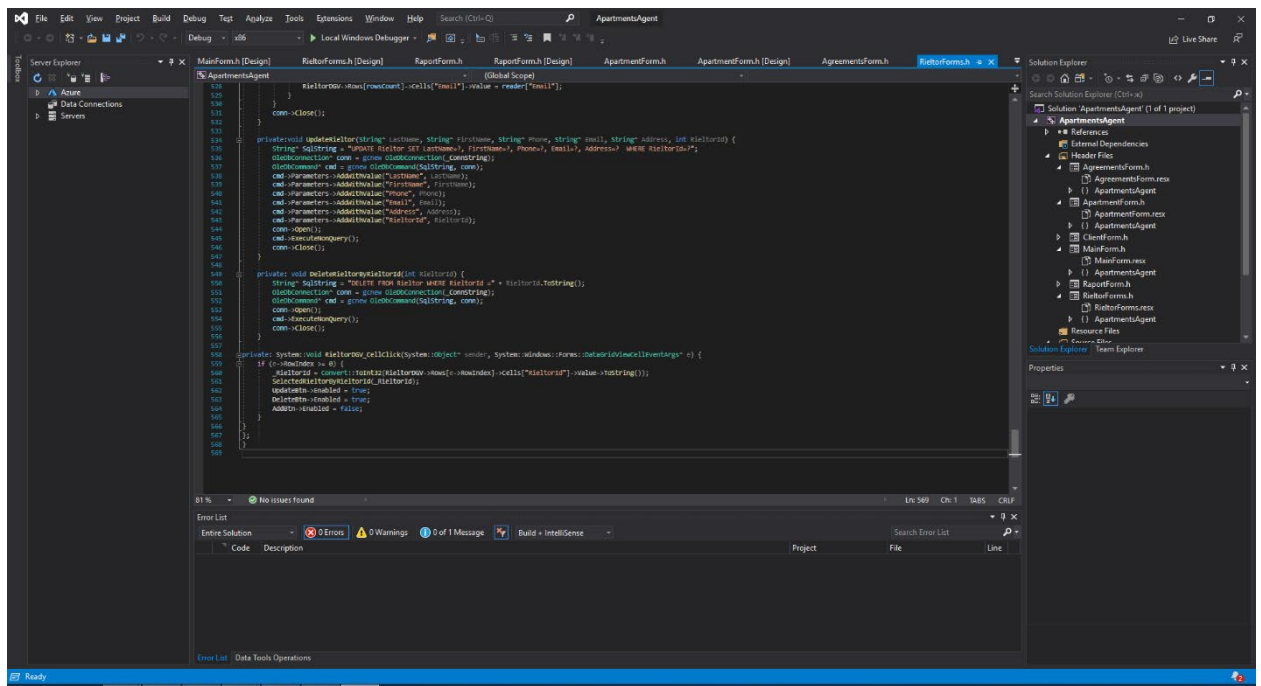 File Edit View Project Build Debug Test Analyze Tools Extensions Window Help Search (Ctrl+Q) ApartmentsAgent
Debug x86 Local Windows Debugger Live Share
Toolbox
Server Explorer
Azure
Data Connections
Servers
MainForm.h [Design] RieltorForms.h [Design] RaportForm.h RaportForm.h [Design] ApartmentForm.h ApartmentForm.h [Design] AgreementsForm.h RieltorForms.h
ApartmentsAgent (Global Scope)
528 RieltorDGV->Rows[rowsCount]->Cells["Email"]->Value = reader["Email"];
529 }
530 }
531 conn->Close();
532 }
533
534 private:void UpdateRieltor(String^ LastName, String^ FirstName, String^ Phone, String^ Email, String^ Address, int RieltorId) {
535 String^ SqlString = "UPDATE Rieltor SET LastName=?, FirstName=?, Phone=?, Email=?, Address=? WHERE RieltorId=?";
536 OleDbConnection^ conn = gcnew OleDbConnection(_ConnString);
537 OleDbCommand^ cmd = gcnew OleDbCommand(SqlString, conn);
538 cmd->Parameters->AddWithValue("LastName", LastName);
539 cmd->Parameters->AddWithValue("FirstName", FirstName);
540 cmd->Parameters->AddWithValue("Phone", Phone);
541 cmd->Parameters->AddWithValue("Email", Email);
542 cmd->Parameters->AddWithValue("Address", Address);
543 cmd->Parameters->AddWithValue("RieltorId", RieltorId);
544 conn->Open();
545 cmd->ExecuteNonQuery();
546 conn->Close();
547 }
548
549 private: void DeleteRieltorByRieltorId(int RieltorId) {
550 String^ SqlString = "DELETE FROM Rieltor WHERE RieltorId =" + RieltorId.ToString();
551 OleDbConnection^ conn = gcnew OleDbConnection(_ConnString);
552 OleDbCommand^ cmd = gcnew OleDbCommand(SqlString, conn);
553 conn->Open();
554 cmd->ExecuteNonQuery();
555 conn->Close();
556 }
557
558 private: System::Void RieltorDGV_CellClick(System::Object^ sender, System::Windows::Forms::DataGridViewCellEventArgs^ e) {
559 if (e->RowIndex >= 0) {
560 _RieltorId = Convert::ToInt32(RieltorDGV->Rows[e->RowIndex]->Cells["RieltorId"]->Value->ToString());
561 SelectedRieltorByRieltorId(_RieltorId);
562 UpdateBtn->Enabled = true;
563 DeleteBtn->Enabled = true;
564 AddBtn->Enabled = false;
565 }
566 }
567 };
568 }
569
81 % No issues found Ln: 569 Ch: 1 TABS CRLF
Error List
Entire Solution 0 Errors 0 Warnings 0 of 1 Message Build + IntelliSense Search Error List
Code Description Project File Line
Error List Data Tools Operations
Solution Explorer
Search Solution Explorer (Ctrl+ж)
Solution 'ApartmentsAgent' (1 of 1 project)
ApartmentsAgent
References
External Dependencies
Header Files
AgreementsForm.h
AgreementsForm.resx
{} ApartmentsAgent
ApartmentForm.h
ApartmentForm.resx
{} ApartmentsAgent
ClientForm.h
MainForm.h
MainForm.resx
{} ApartmentsAgent
RaportForm.h
RieltorForms.h
RieltorForms.resx
{} ApartmentsAgent
Resource Files
Source Files
Solution Explorer Team Explorer
Properties
Ready 2